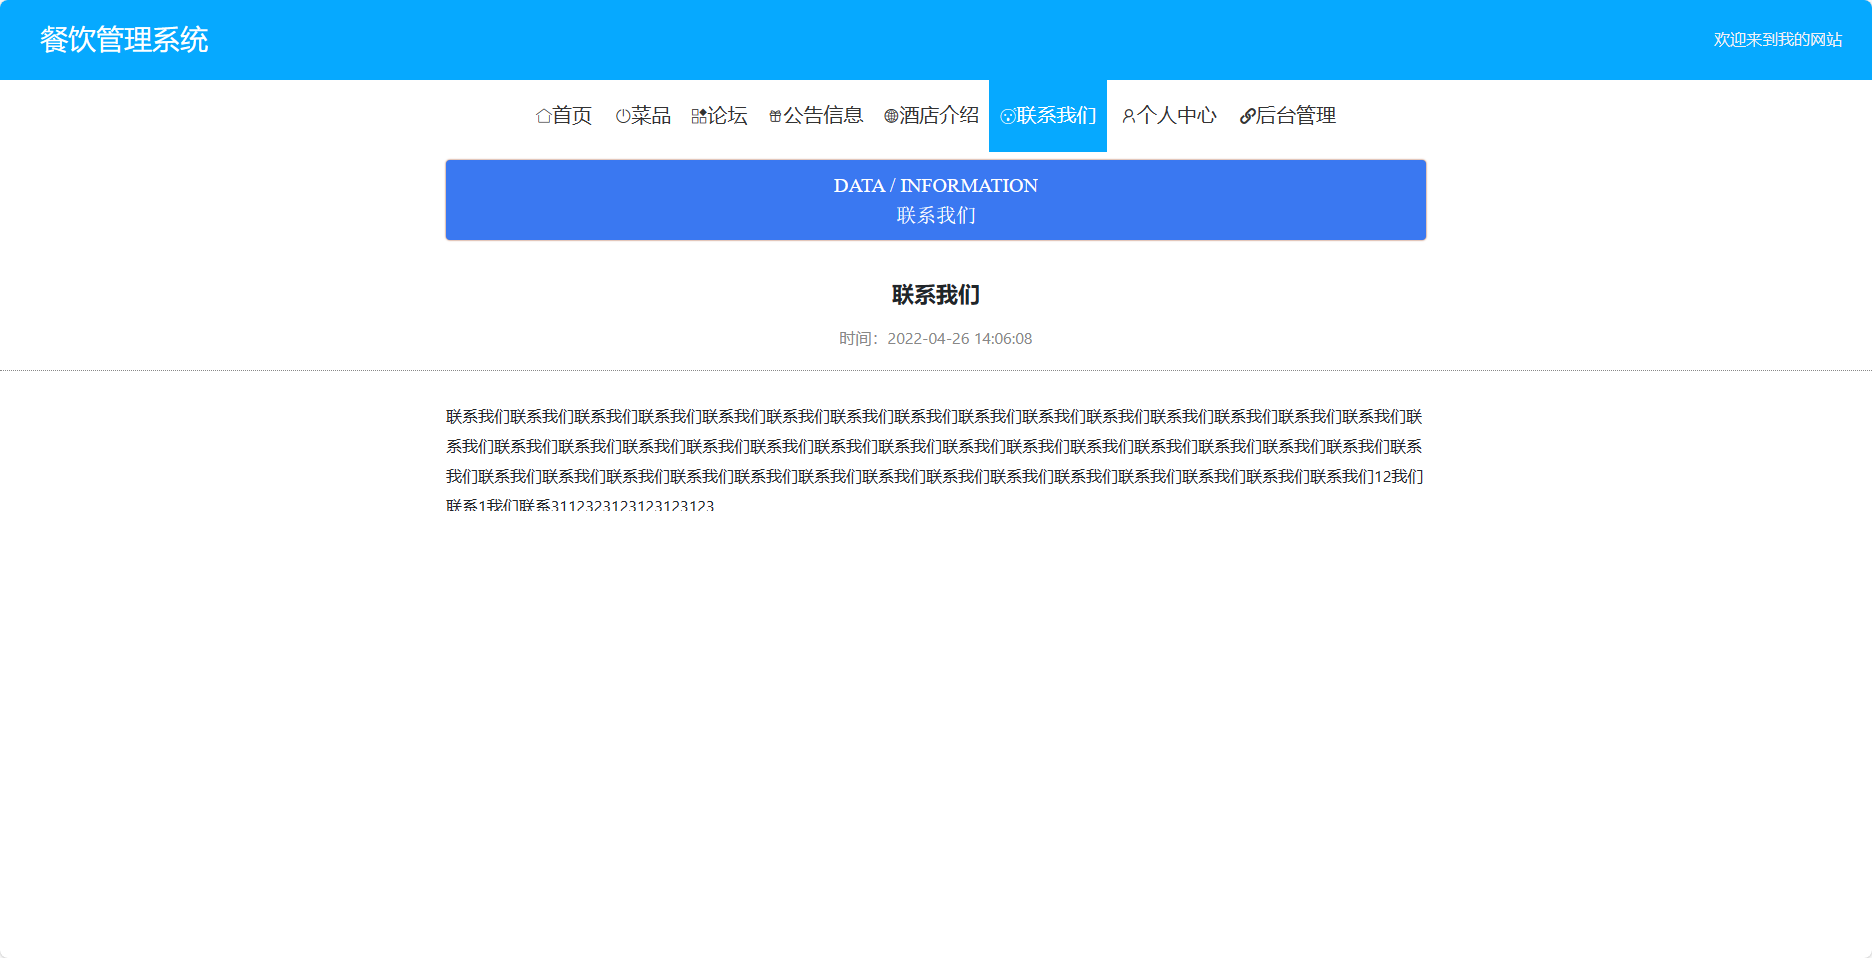 餐饮管理系统
欢迎来到我的网站
首页 菜品 论坛 公告信息 酒店介绍 联系我们 个人中心 后台管理
DATA / INFORMATION
联系我们
联系我们
时间：2022-04-26 14:06:08
联系我们联系我们联系我们联系我们联系我们联系我们联系我们联系我们联系我们联系我们联系我们联系我们联系我们联系我们联系我们联
系我们联系我们联系我们联系我们联系我们联系我们联系我们联系我们联系我们联系我们联系我们联系我们联系我们联系我们联系我们联系
我们联系我们联系我们联系我们联系我们联系我们联系我们联系我们联系我们联系我们联系我们联系我们联系我们联系我们联系我们12我们
联系1我们联系3112323123123123123